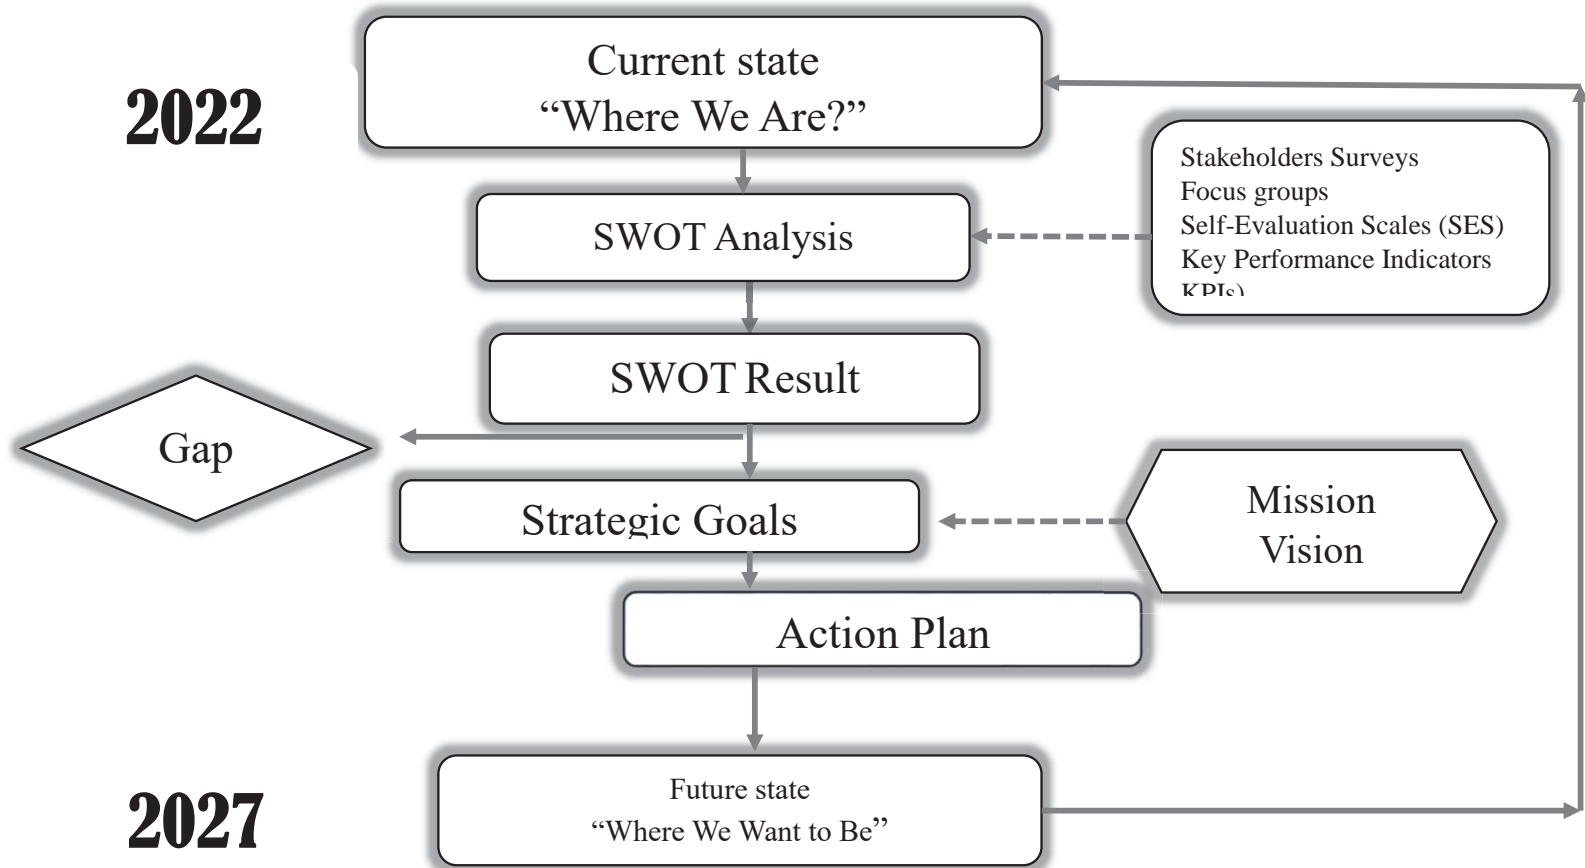 2022
Current state
“Where We Are?”
Stakeholders Surveys
Focus groups
Self-Evaluation Scales (SES)
Key Performance Indicators
KPIs)
SWOT Analysis
SWOT Result
Gap
Strategic Goals
Mission
Vision
Action Plan
2027
Future state
“Where We Want to Be”